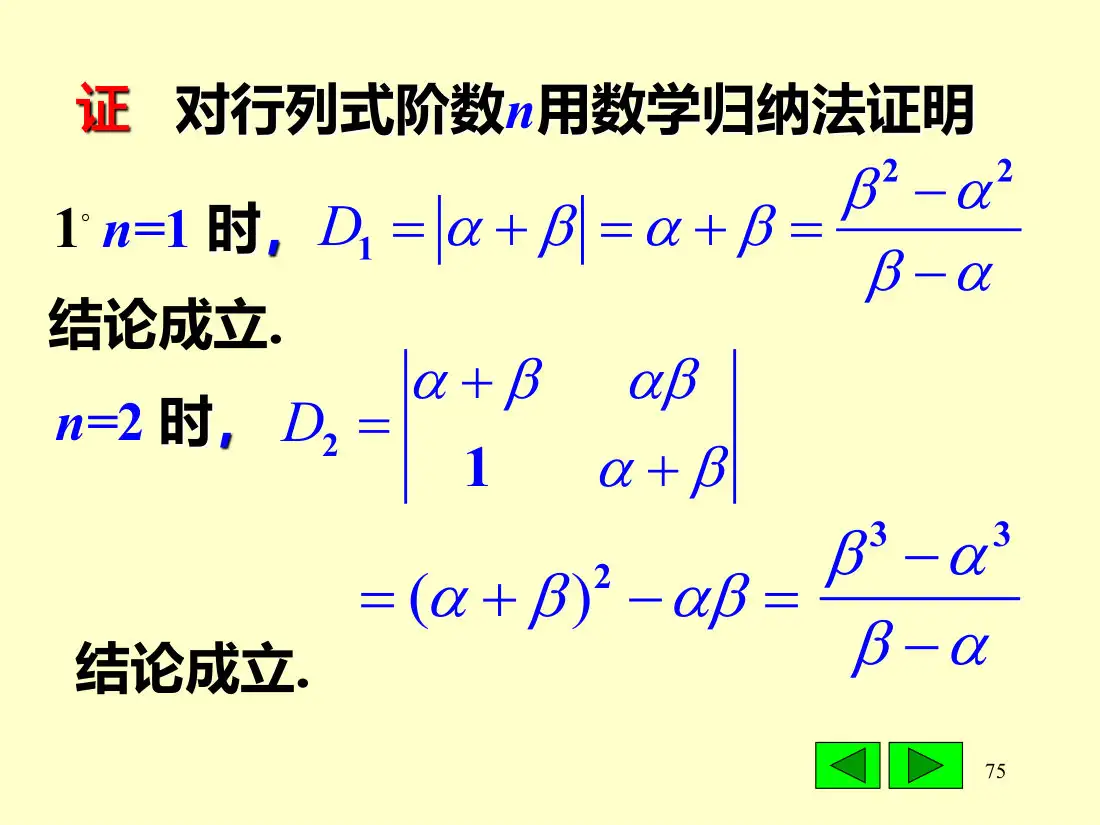 证 对行列式阶数n用数学归纳法证明
1° n=1 时， D₁ = |α + β| = α + β = (β² − α²)/(β − α)
结论成立.
n=2 时， D₂ = |α + β αβ|
|1 α + β|
= (α + β)² − αβ = (β³ − α³)/(β − α)
结论成立.
75